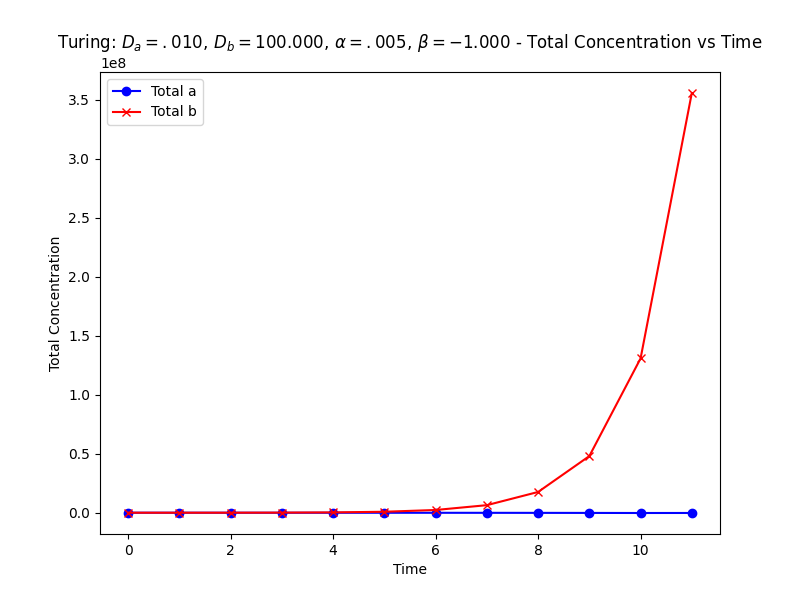 Turing: $D_a = .010$, $D_b = 100.000$, $\alpha = .005$, $\beta = -1.000$ - Total Concentration vs Time
1e8
Total a
Total b
3.5
3.0
2.5
2.0
1.5
1.0
0.5
0.0
Total Concentration
0 2 4 6 8 10
Time